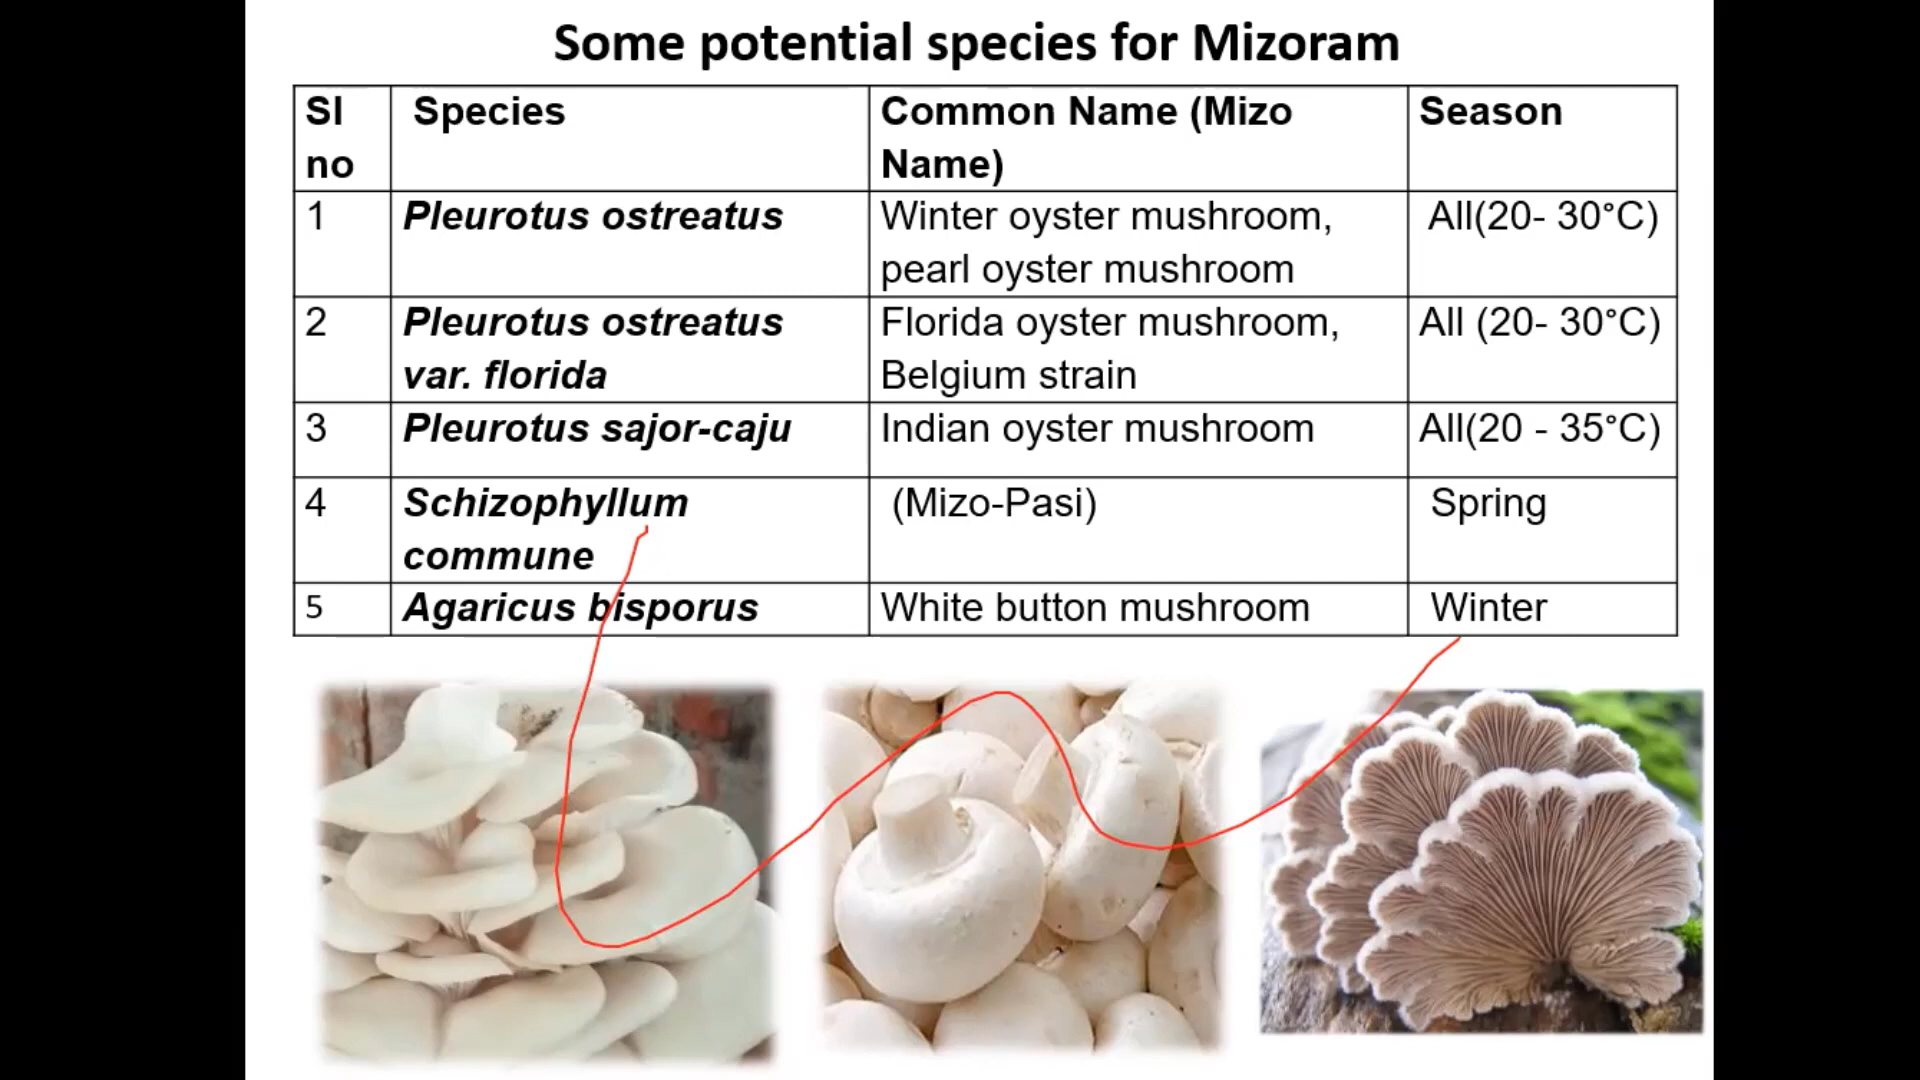 Some potential species for Mizoram
Sl no | Species | Common Name (Mizo Name) | Season
1 | Pleurotus ostreatus | Winter oyster mushroom, pearl oyster mushroom | All(20- 30°C)
2 | Pleurotus ostreatus var. florida | Florida oyster mushroom, Belgium strain | All (20- 30°C)
3 | Pleurotus sajor-caju | Indian oyster mushroom | All(20 - 35°C)
4 | Schizophyllum commune | (Mizo-Pasi) | Spring
5 | Agaricus bisporus | White button mushroom | Winter